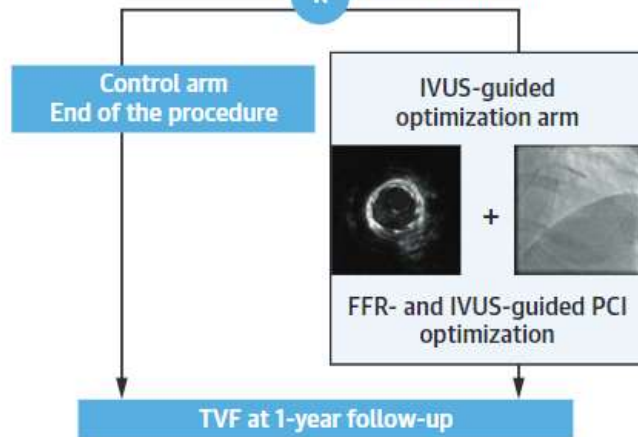 Control arm
End of the procedure
IVUS-guided
optimization arm
+
FFR- and IVUS-guided PCI
optimization
TVF at 1-year follow-up